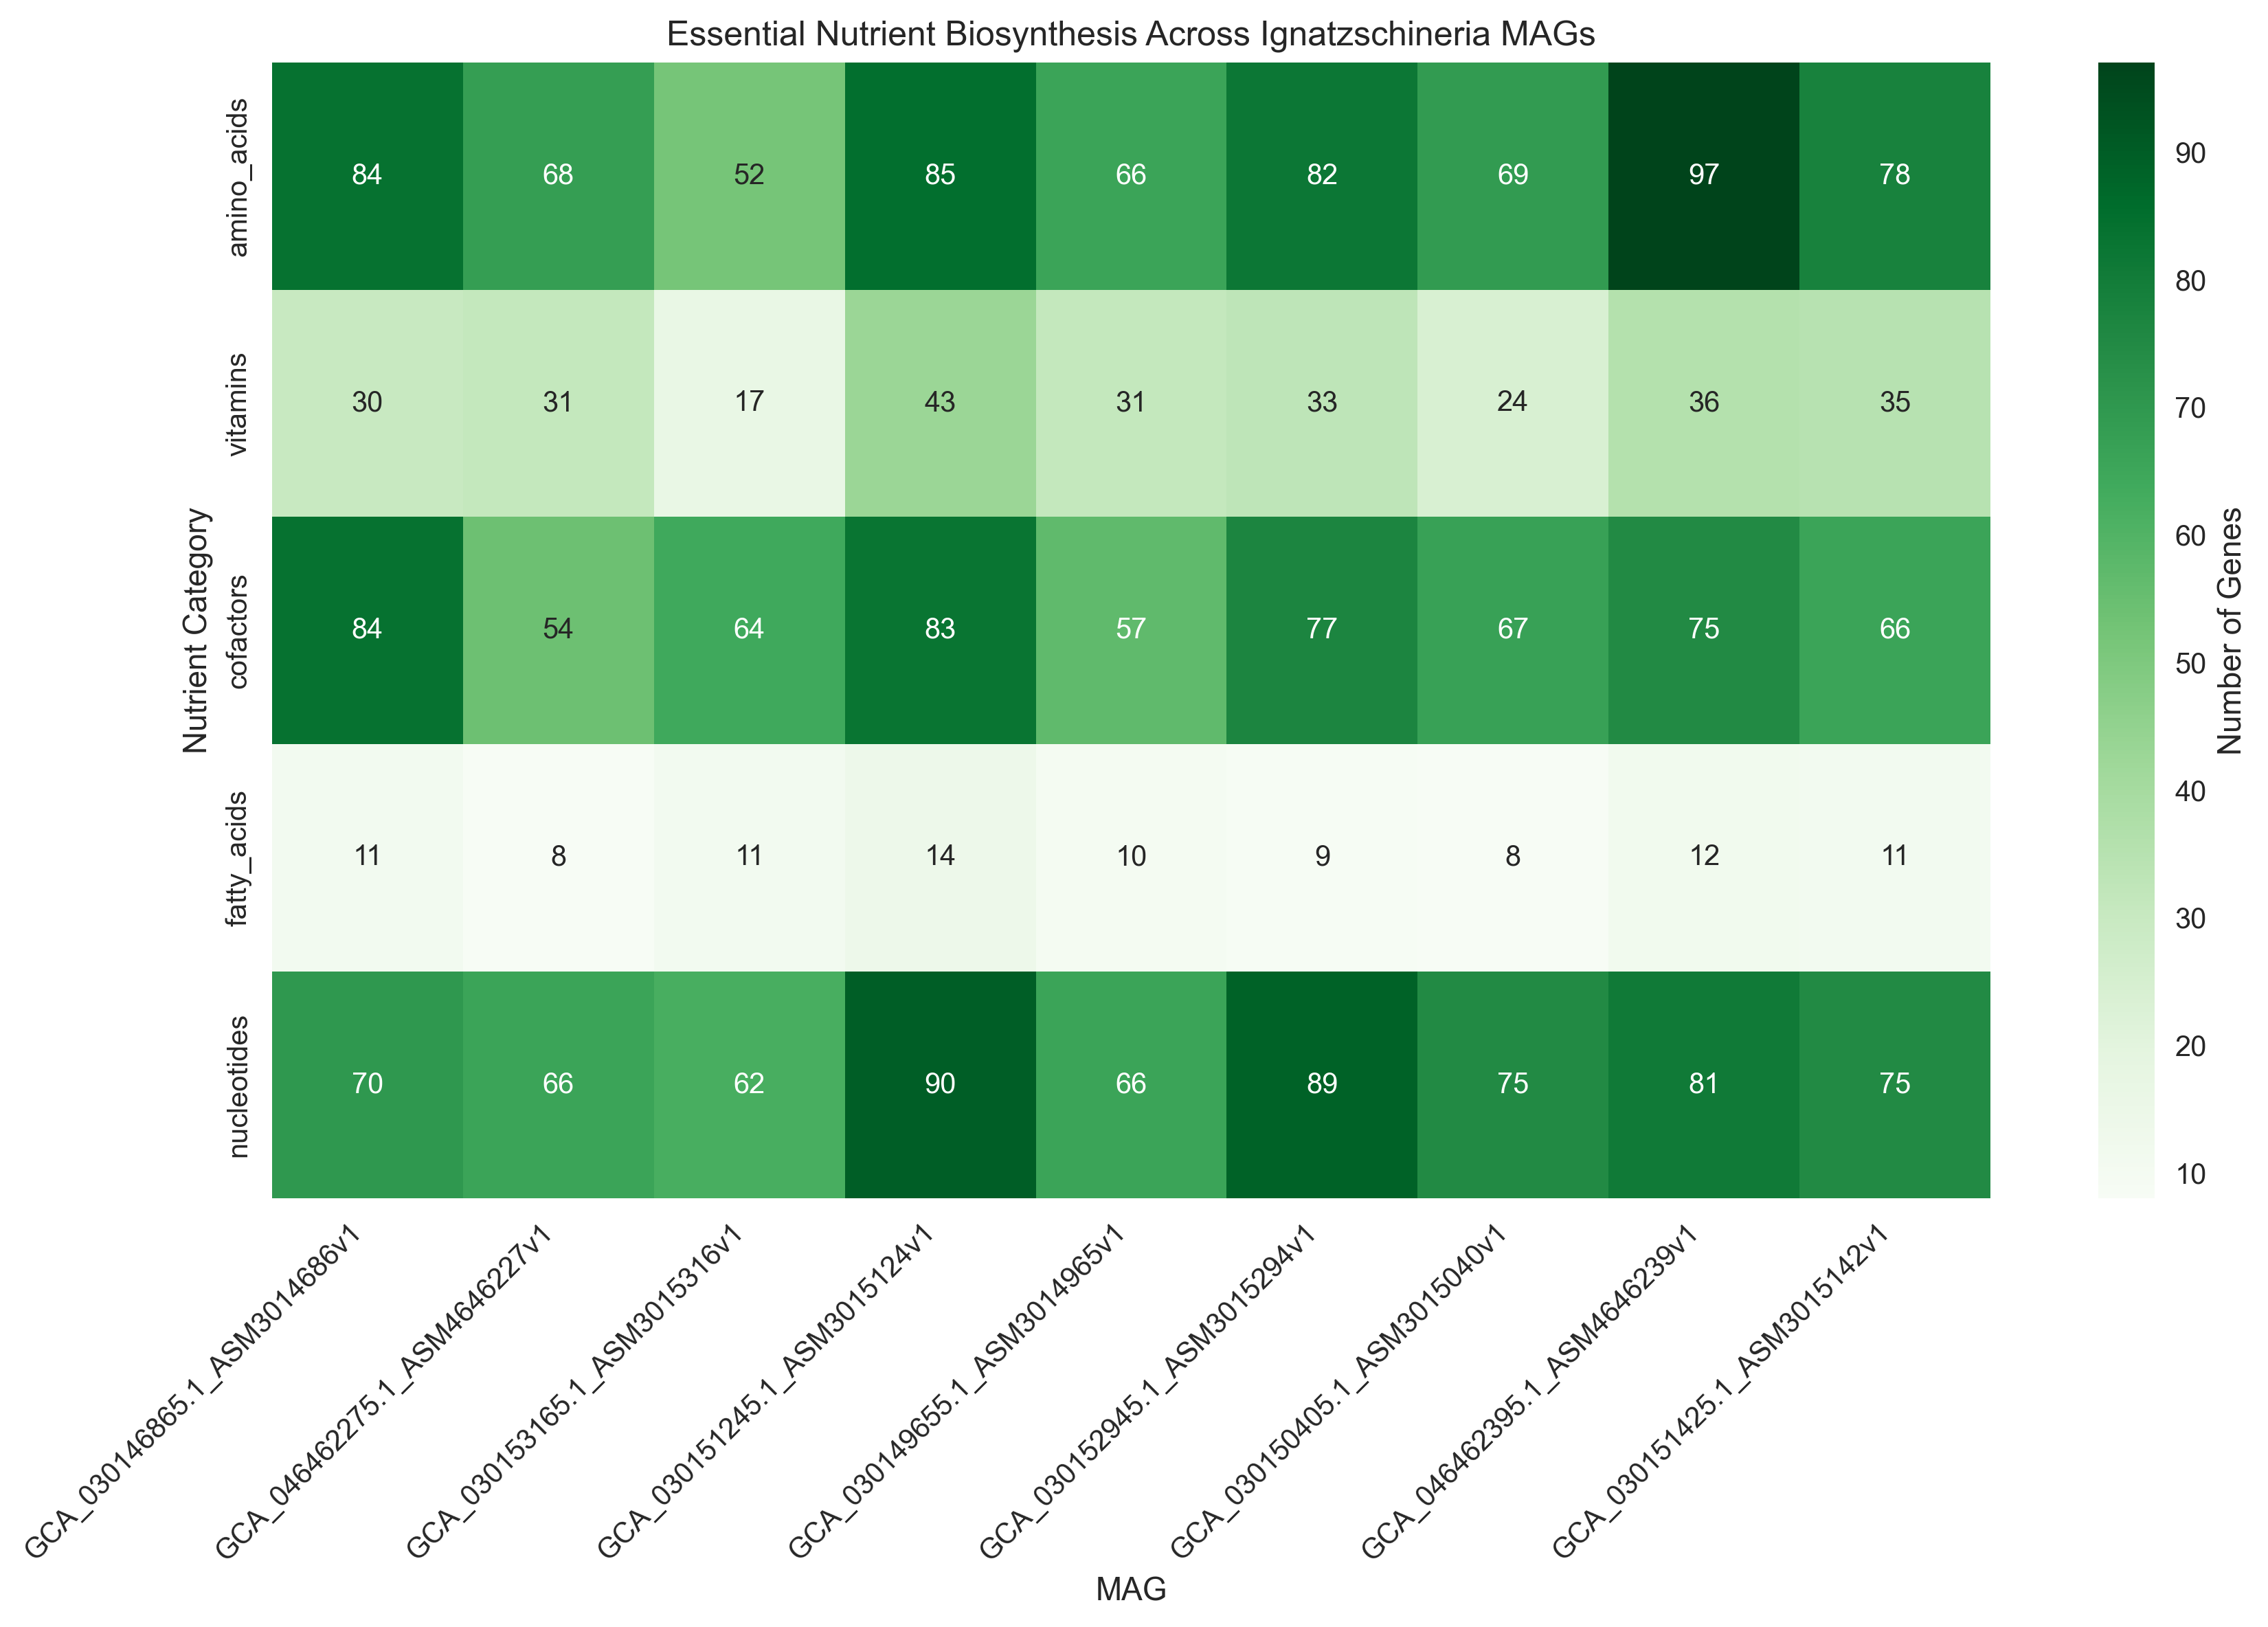 Essential Nutrient Biosynthesis Across Ignatzschineria MAGs
Nutrient Category
amino_acids
84 68 52 85 66 82 69 97 78
vitamins
30 31 17 43 31 33 24 36 35
cofactors
84 54 64 83 57 77 67 75 66
fatty_acids
11 8 11 14 10 9 8 12 11
nucleotides
70 66 62 90 66 89 75 81 75
GCA_030146865.1_ASM3014686v1
GCA_046462275.1_ASM4646227v1
GCA_030153165.1_ASM3015316v1
GCA_030151245.1_ASM3015124v1
GCA_030149655.1_ASM3014965v1
GCA_030152945.1_ASM3015294v1
GCA_030150405.1_ASM3015040v1
GCA_046462395.1_ASM4646239v1
GCA_030151425.1_ASM3015142v1
MAG
90
80
70
60
50
40
30
20
10
Number of Genes